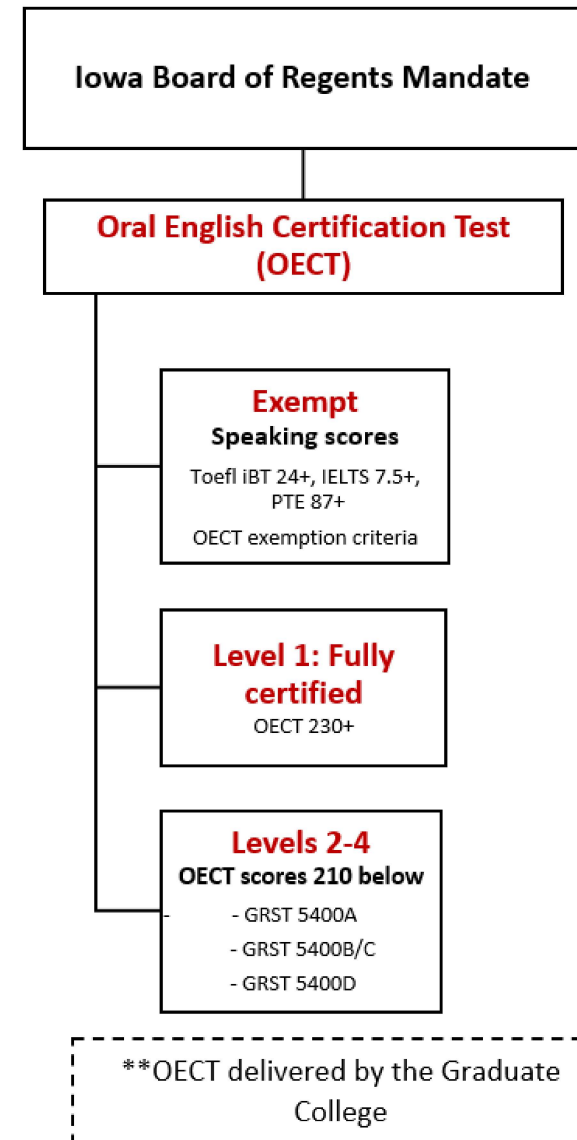 Iowa Board of Regents Mandate
Oral English Certification Test
(OECT)
Exempt
Speaking scores
Toefl iBT 24+, IELTS 7.5+,
PTE 87+
OECT exemption criteria
Level 1: Fully
certified
OECT 230+
Levels 2-4
OECT scores 210 below
- - GRST 5400A
- GRST 5400B/C
- GRST 5400D
**OECT delivered by the Graduate
College